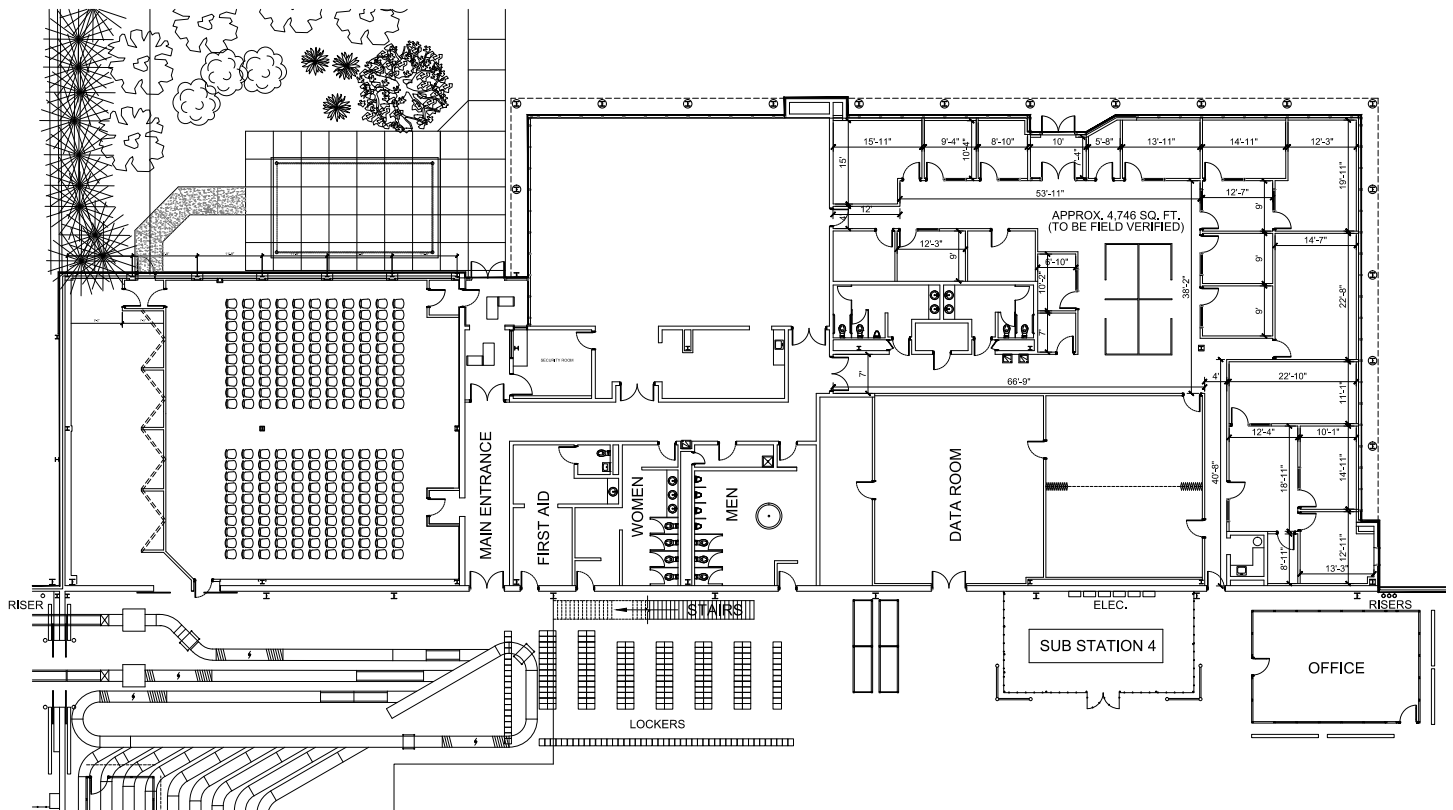 15'-11"
9'-4"
10'-4"
8'-10"
10'
7'-4"
5'-8"
13'-11"
14'-11"
12'-3"
15'
19'-11"
53'-11"
12'-7"
9'
12'
4'
APPROX. 4,746 SQ. FT.
(TO BE FIELD VERIFIED)
12'-3"
9'
14'-7"
6'-10"
10'-2"
9'
38'-2"
22'-8"
9'
7'
SECURITY ROOM
7'
66'-9"
4'
22'-10"
11'-1"
MAIN ENTRANCE
FIRST AID
WOMEN
MEN
DATA ROOM
12'-4"
10'-1"
40'-8"
18'-11"
14'-11"
8'-11"
12'-11"
13'-3"
RISER
STAIRS
ELEC.
RISERS
SUB STATION 4
OFFICE
LOCKERS